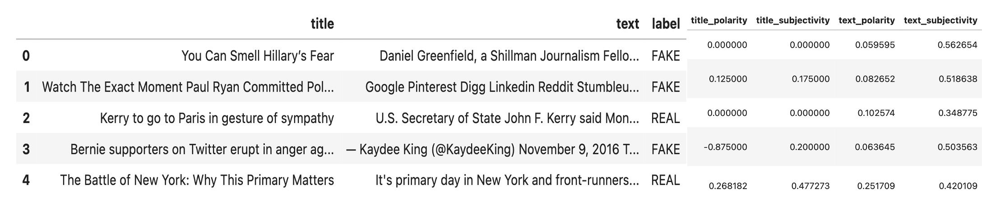 title text label title_polarity title_subjectivity text_polarity text_subjectivity
0 You Can Smell Hillary’s Fear Daniel Greenfield, a Shillman Journalism Fello... FAKE 0.000000 0.000000 0.059595 0.562654
1 Watch The Exact Moment Paul Ryan Committed Pol... Google Pinterest Digg Linkedin Reddit Stumbleu... FAKE 0.125000 0.175000 0.082652 0.518638
2 Kerry to go to Paris in gesture of sympathy U.S. Secretary of State John F. Kerry said Mon... REAL 0.000000 0.000000 0.102574 0.348775
3 Bernie supporters on Twitter erupt in anger ag... — Kaydee King (@KaydeeKing) November 9, 2016 T... FAKE -0.875000 0.200000 0.063645 0.503563
4 The Battle of New York: Why This Primary Matters It's primary day in New York and front-runners... REAL 0.268182 0.477273 0.251709 0.420109